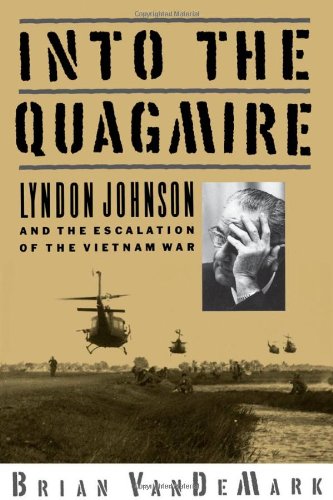 INTO THE
QUAGMIRE
LYNDON JOHNSON
AND THE ESCALATION
OF THE VIETNAM WAR
BRIAN VANDEMARK